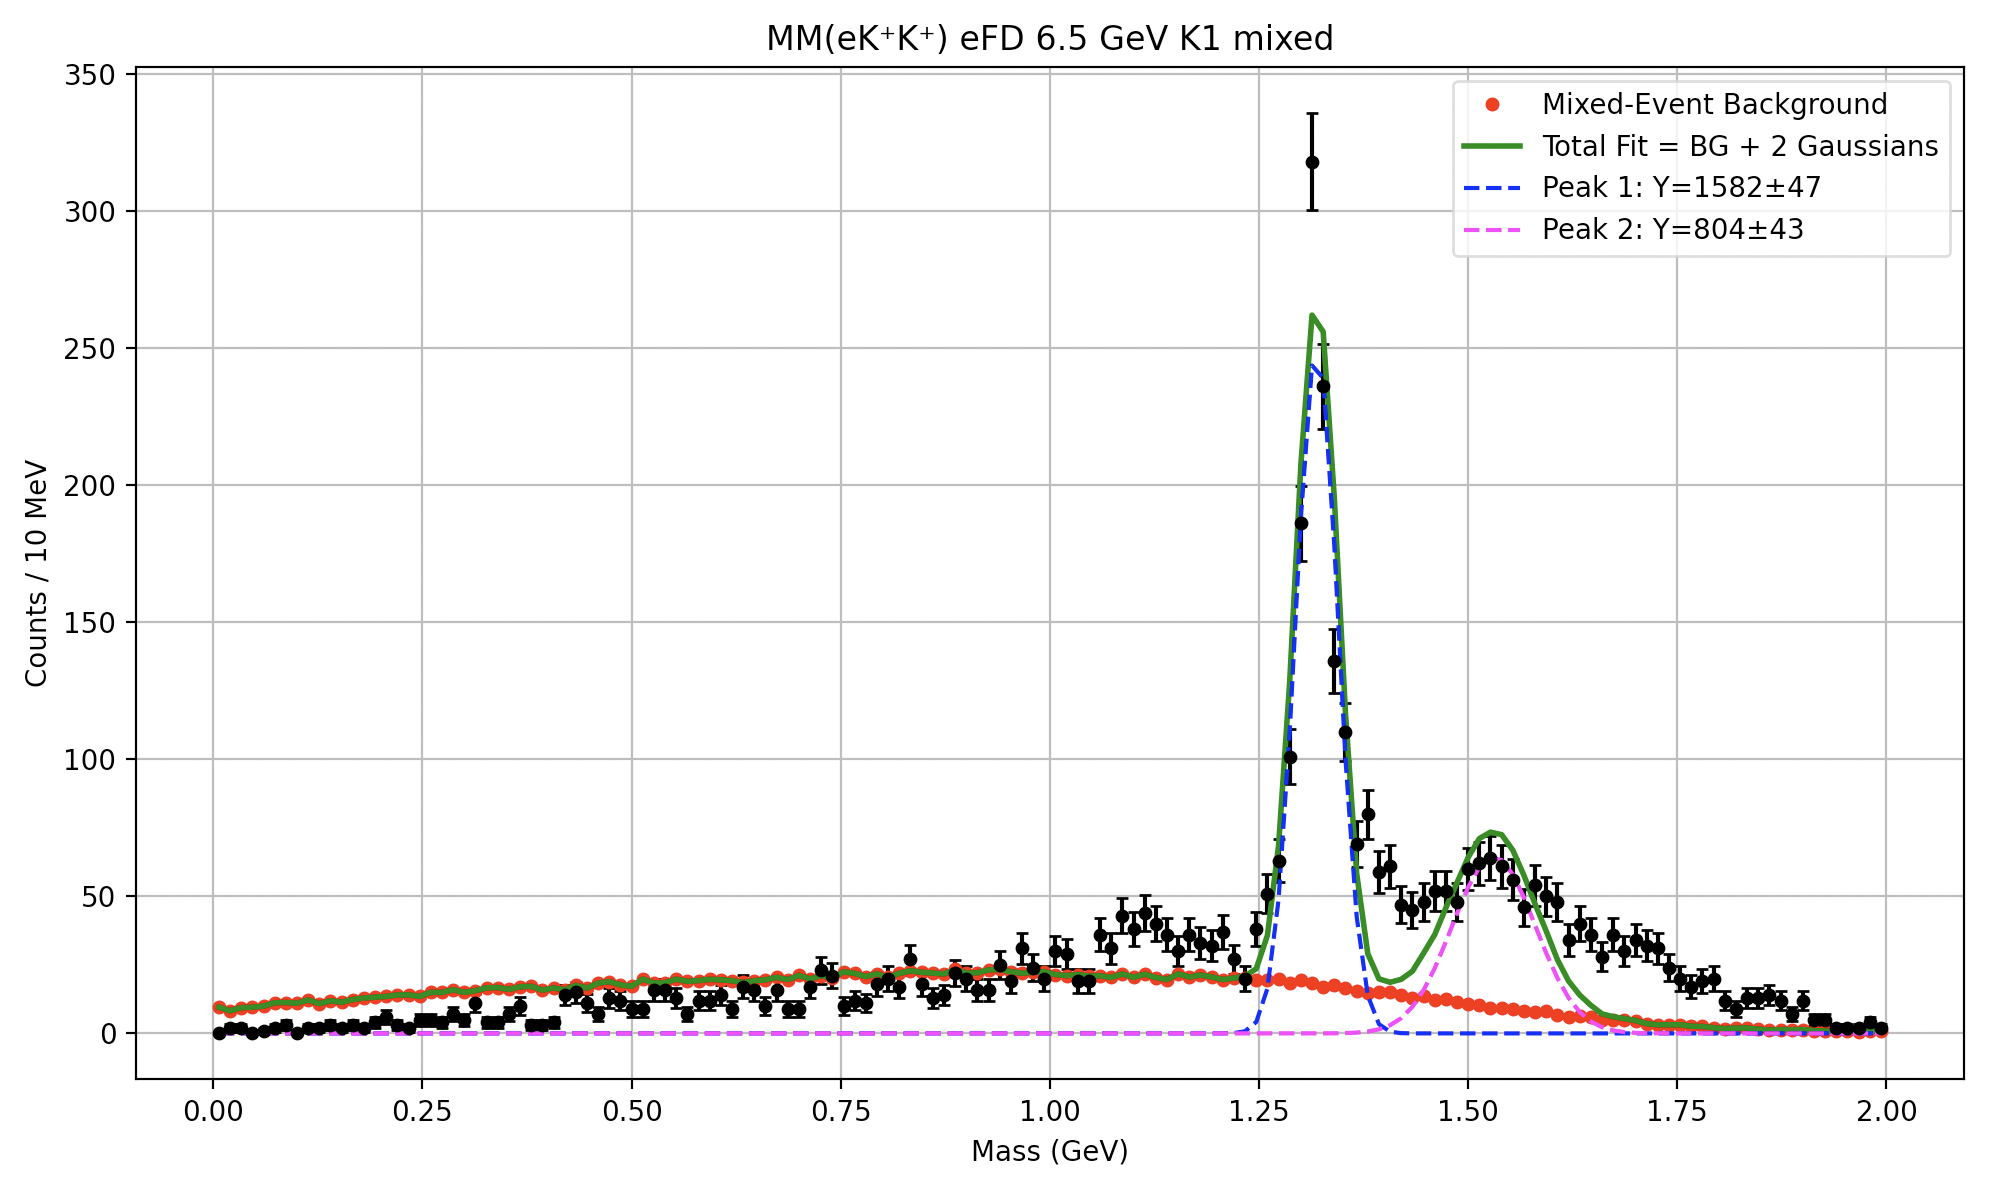 MM(eK⁺K⁺) eFD 6.5 GeV K1 mixed
Mixed-Event Background
Total Fit = BG + 2 Gaussians
Peak 1: Y=1582±47
Peak 2: Y=804±43
Counts / 10 MeV
350
300
250
200
150
100
50
0
0.00 0.25 0.50 0.75 1.00 1.25 1.50 1.75 2.00
Mass (GeV)